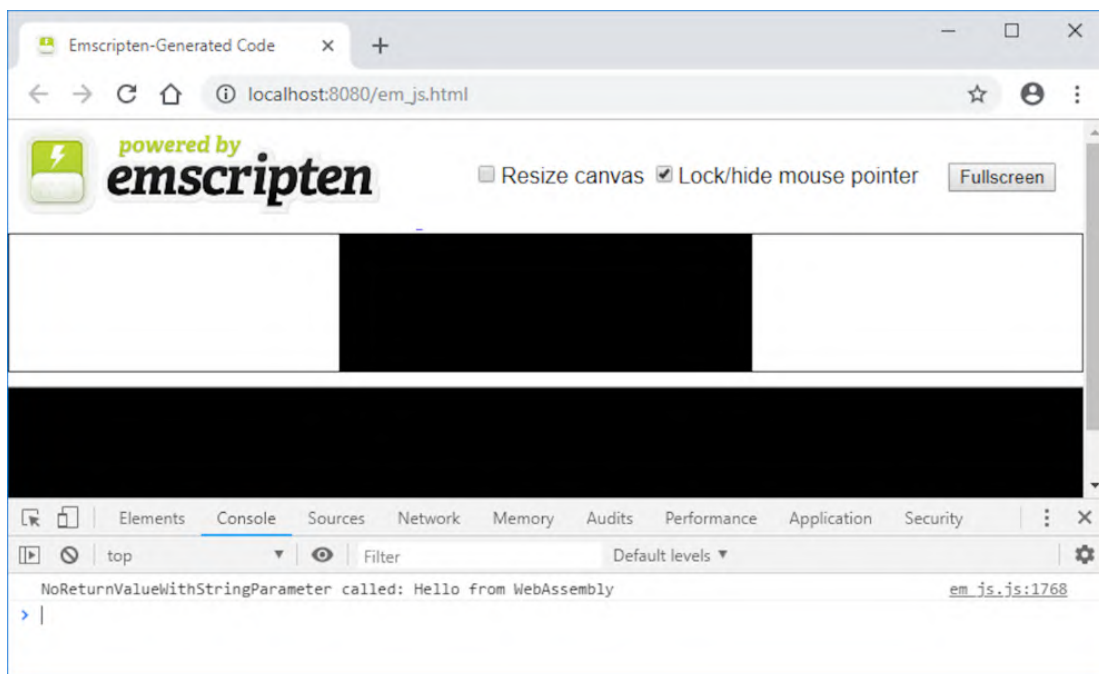 Emscripten-Generated Code
localhost:8080/em_js.html
powered by
emscripten
Resize canvas Lock/hide mouse pointer Fullscreen
Elements Console Sources Network Memory Audits Performance Application Security
top Filter Default levels
NoReturnValueWithStringParameter called: Hello from WebAssembly em_js.js:1768